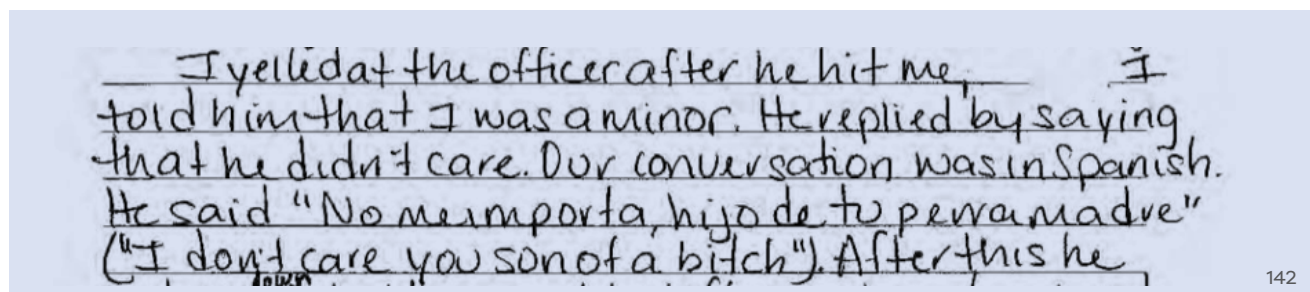 I yelled at the officer after he hit me, I
told him that I was a minor. He replied by saying
that he didn't care. Our conversation was in Spanish.
He said "No me importa, hijo de tu perra madre"
("I don't care you son of a bitch"). After this he
down
142